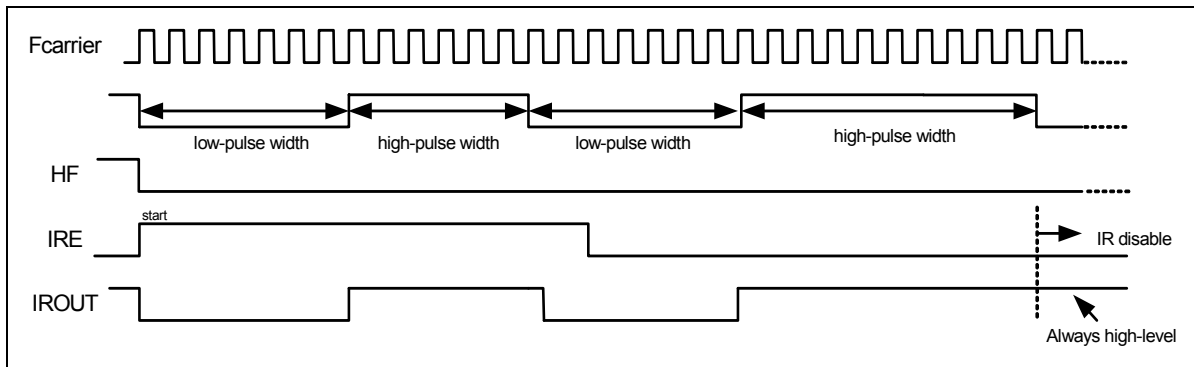 Fcarrier
low-pulse width
high-pulse width
low-pulse width
high-pulse width
HF
start
IRE
IR disable
IROUT
Always high-level